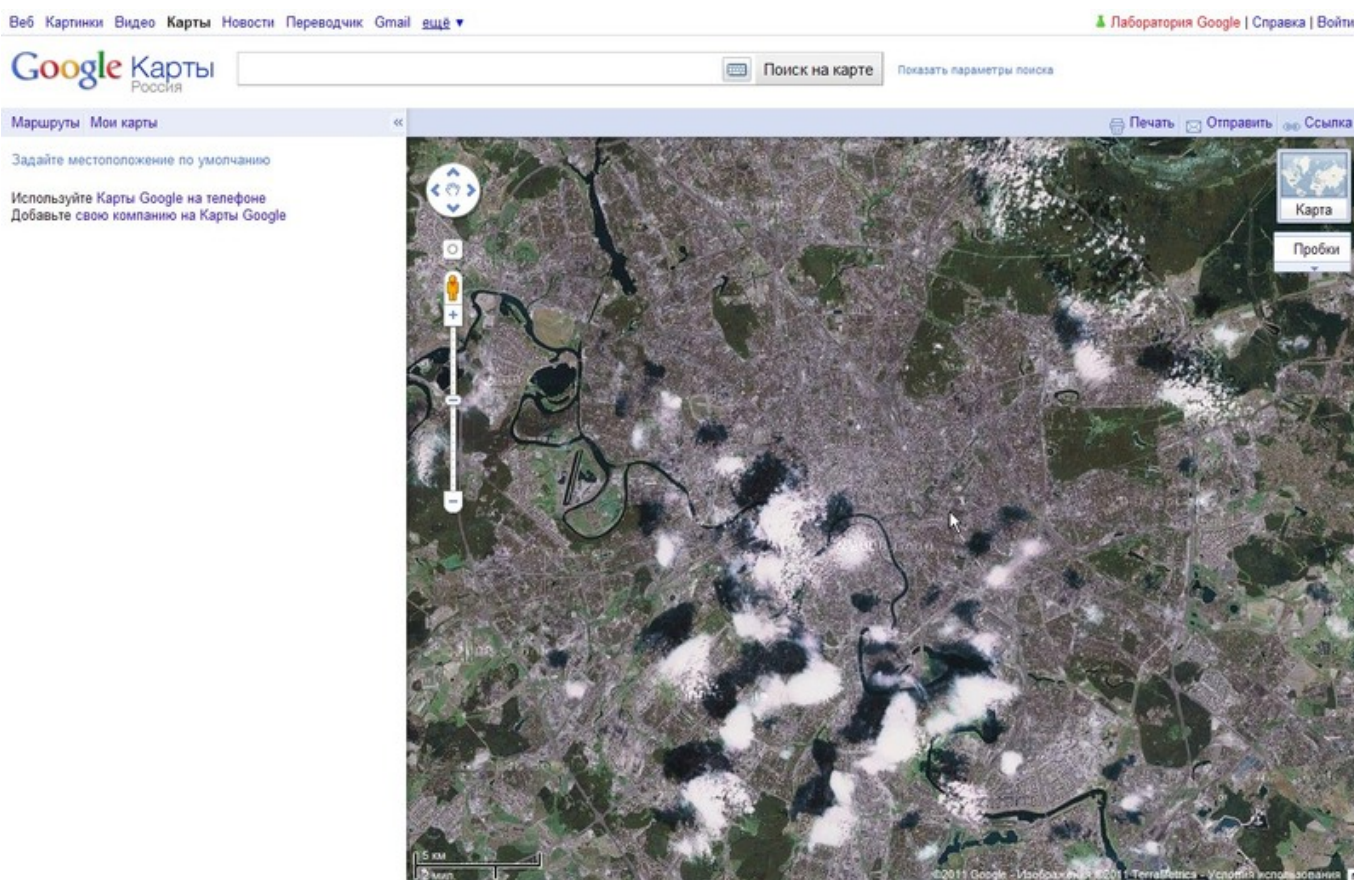 Веб Картинки Видео Карты Новости Переводчик Gmail ещё ▼
Лаборатория Google | Справка | Войти
Google Карты
Россия
Поиск на карте
Показать параметры поиска
Маршруты Мои карты «
Печать Отправить Ссылка
Задайте местоположение по умолчанию
Используйте Карты Google на телефоне
Добавьте свою компанию на Карты Google
Карта
Пробки
5 км
2 мил
©2011 Google - Изображения ©2011 TerraMetrics - Условия использования